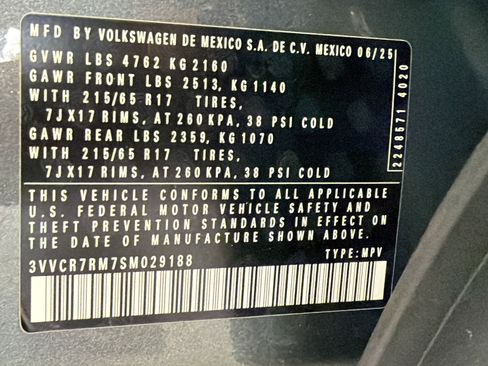 MFD BY VOLKSWAGEN DE MEXICO S.A. DE C.V. MEXICO 06/25
GVWR LBS 4762 KG 2160
GAWR FRONT LBS 2513, KG 1140
WITH 215/65 R17 TIRES,
7JX17 RIMS, AT 260 KPA, 38 PSI COLD
GAWR REAR LBS 2359, KG 1070
WITH 215/65 R17 TIRES,
7JX17 RIMS, AT 260 KPA, 38 PSI COLD
THIS VEHICLE CONFORMS TO ALL APPLICABLE
U.S. FEDERAL MOTOR VEHICLE SAFETY AND
THEFT PREVENTION STANDARDS IN EFFECT ON
THE DATE OF MANUFACTURE SHOWN ABOVE.
3VVCR7RM7SM029188 TYPE: MPV
2248571 4020